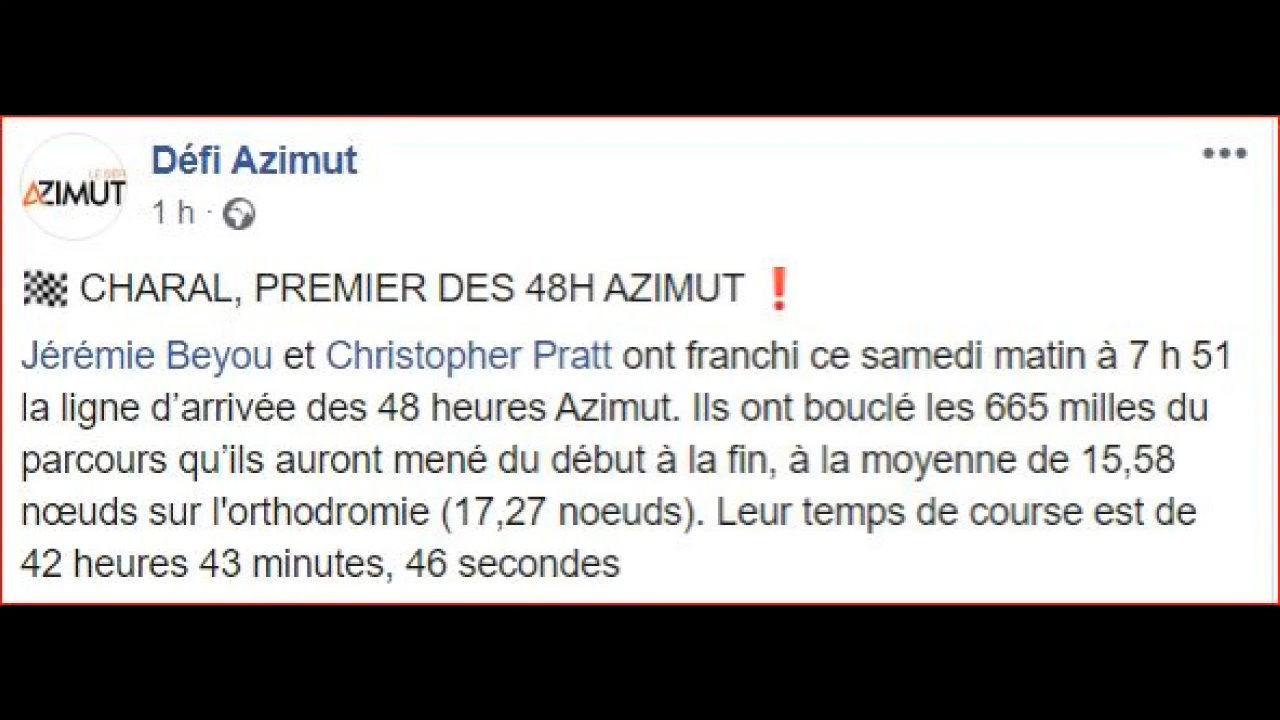 LE DÉFI
AZIMUT
Défi Azimut
1 h ·
CHARAL, PREMIER DES 48H AZIMUT ❗
Jérémie Beyou et Christopher Pratt ont franchi ce samedi matin à 7 h 51
la ligne d’arrivée des 48 heures Azimut. Ils ont bouclé les 665 milles du
parcours qu’ils auront mené du début à la fin, à la moyenne de 15,58
nœuds sur l'orthodromie (17,27 noeuds). Leur temps de course est de
42 heures 43 minutes, 46 secondes